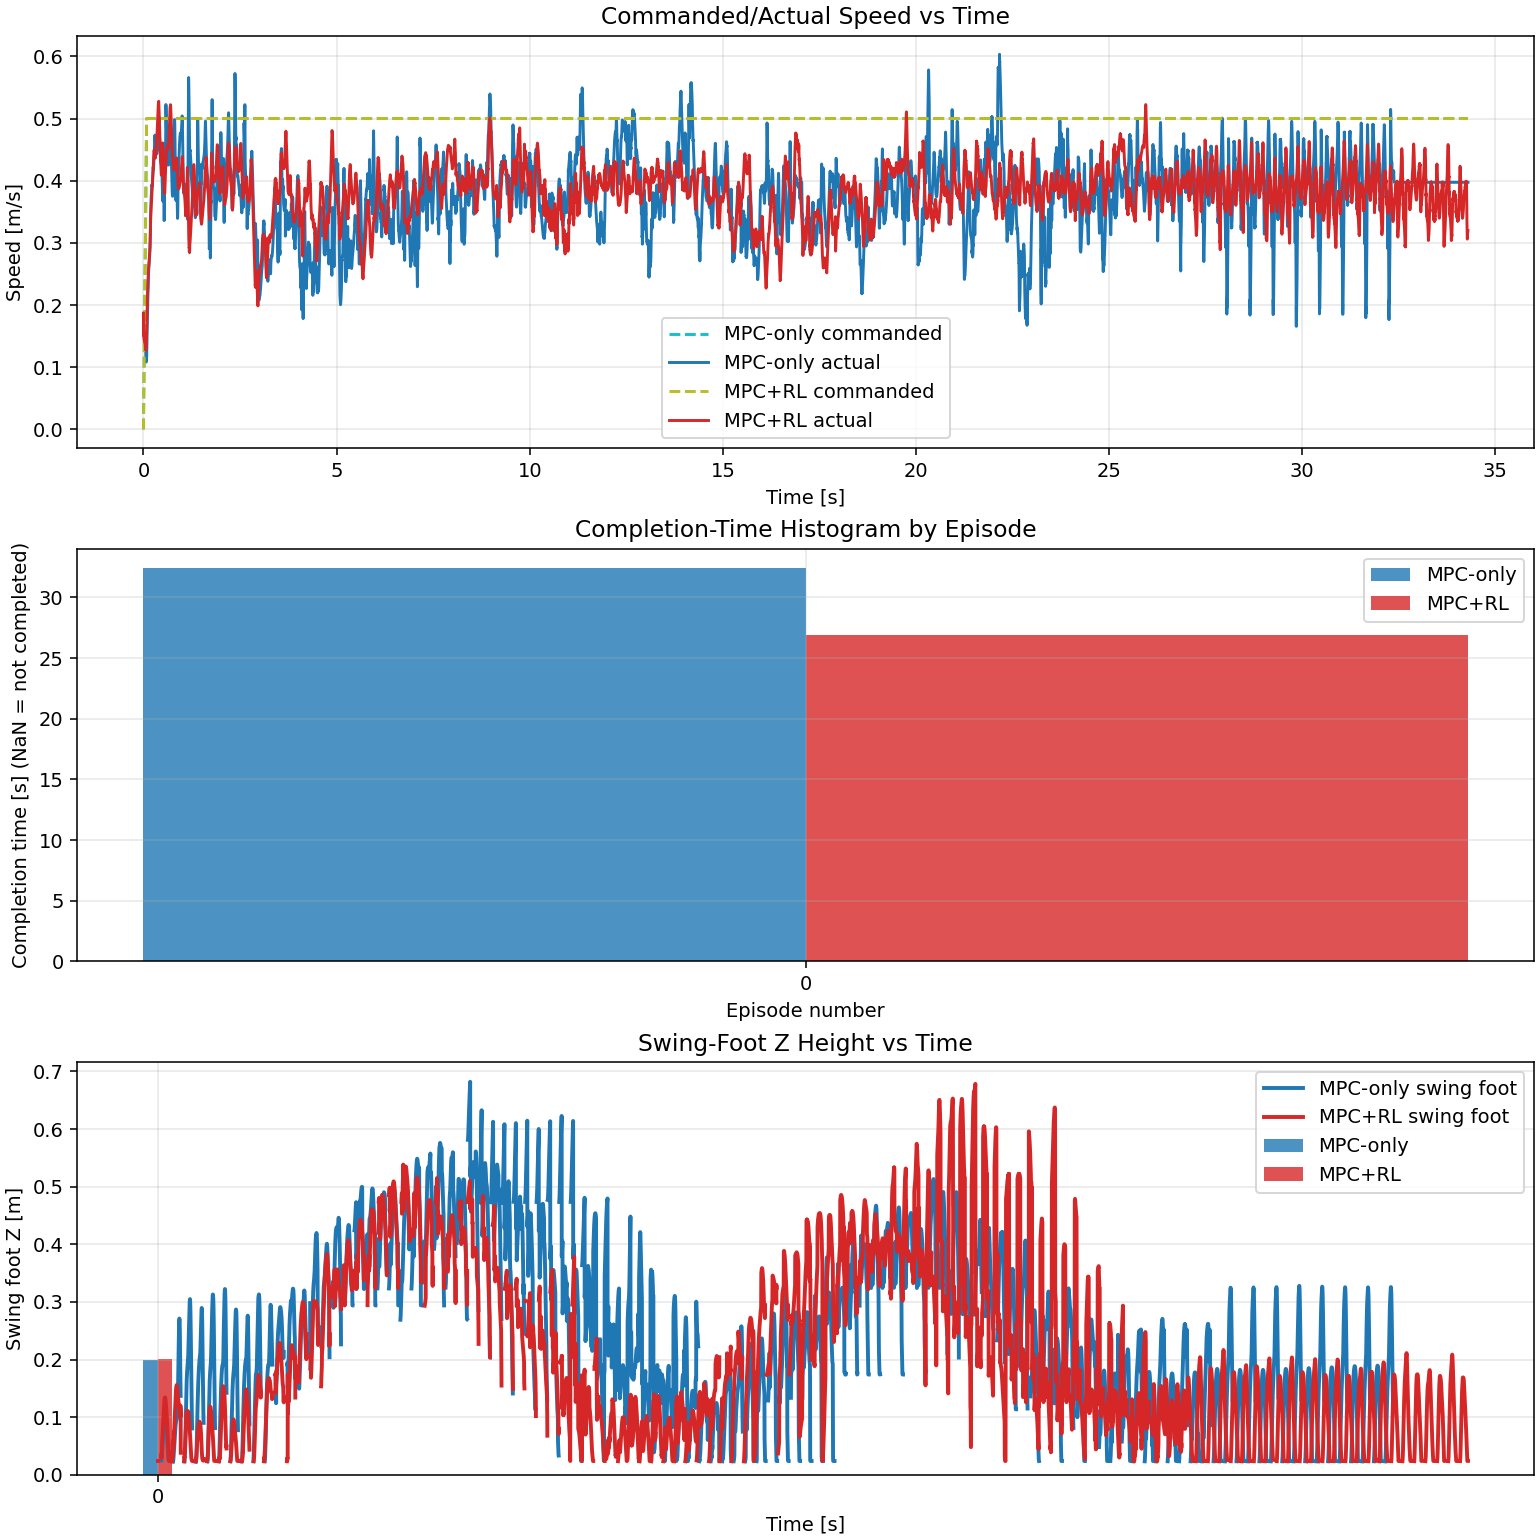 Commanded/Actual Speed vs Time
Speed [m/s]
0.6
0.5
0.4
0.3
0.2
0.1
0.0
MPC-only commanded
MPC-only actual
MPC+RL commanded
MPC+RL actual
0 5 10 15 20 25 30 35
Time [s]
Completion-Time Histogram by Episode
Completion time [s] (NaN = not completed)
30
25
20
15
10
5
0
MPC-only
MPC+RL
0
Episode number
Swing-Foot Z Height vs Time
Swing foot Z [m]
0.7
0.6
0.5
0.4
0.3
0.2
0.1
0.0
MPC-only swing foot
MPC+RL swing foot
MPC-only
MPC+RL
0
Time [s]